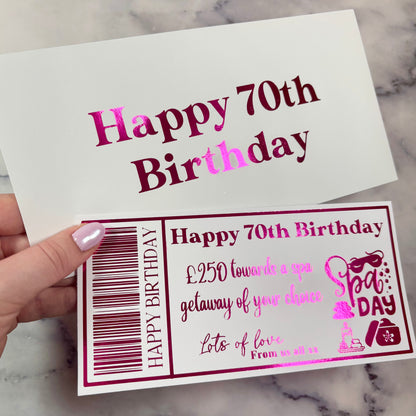 Happy 70th
Birthday
HAPPY BIRTHDAY
Happy 70th Birthday
£250 towards a spa
getaway of your choice
Lots of love
From us all xx
Spa
DAY